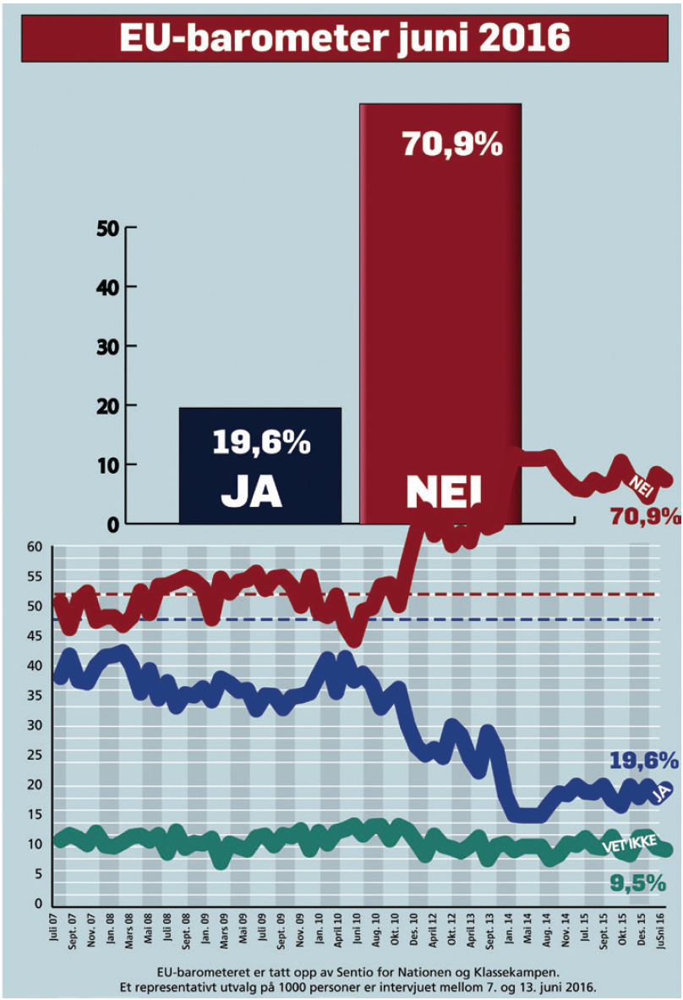 EU-barometer juni 2016
70,9%
50
40
30
20
19,6%
10
JA
NEI
0
NEI
70,9%
60
55
50
45
40
35
30
25
19,6%
20
JA
15
10
VET IKKE
5
9,5%
0
Juli 07
Sept. 07
Nov. 07
Jan. 08
Mars 08
Mai 08
Juli 08
Sept. 08
Jan. 09
Mars 09
Mai 09
Juli 09
Sept. 09
Nov. 09
Jan. 10
April 10
Juni 10
Aug. 10
Okt. 10
Des. 10
April 12
Okt. 12
April 13
Sept. 13
Jan. 14
Mai 14
Aug. 14
Nov. 14
Jul. 15
Sept. 15
Okt. 15
Des. 15
JuSni 16
EU-barometeret er tatt opp av Sentio for Nationen og Klassekampen.
Et representativt utvalg på 1000 personer er intervjuet mellom 7. og 13. juni 2016.